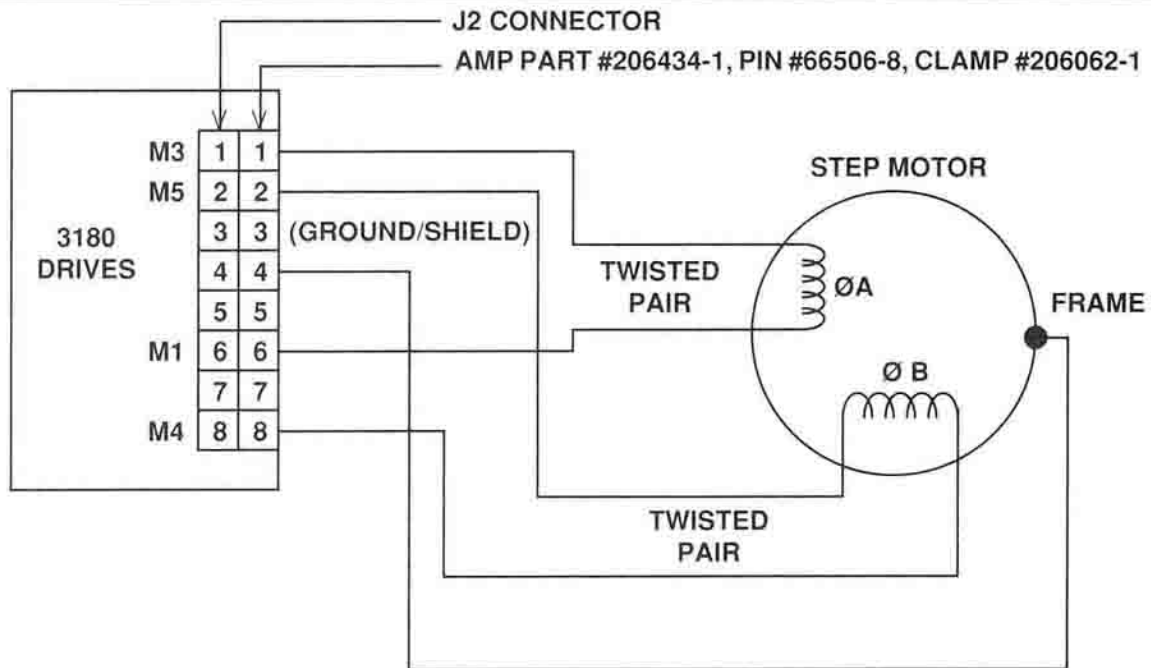 J2 CONNECTOR
AMP PART #206434-1, PIN #66506-8, CLAMP #206062-1
M3 1 1
M5 2 2
3 3 (GROUND/SHIELD)
4 4
5 5
M1 6 6
7 7
M4 8 8
3180
DRIVES
STEP MOTOR
TWISTED
PAIR
ØA
FRAME
Ø B
TWISTED
PAIR